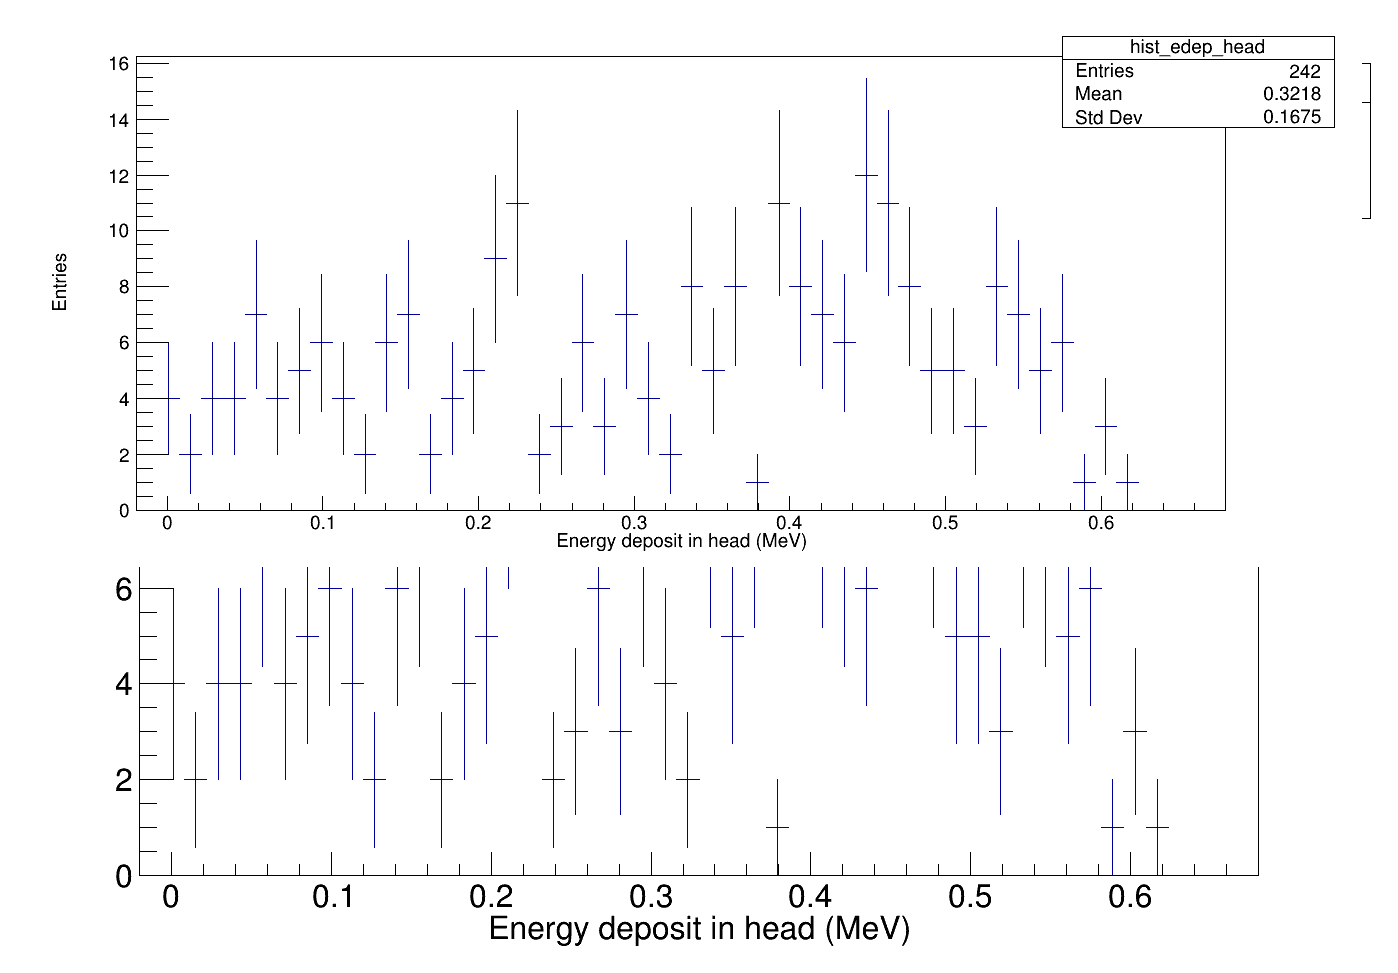 hist_edep_head
Entries 242
Mean 0.3218
Std Dev 0.1675
16
14
12
10
8
6
4
2
0
Entries
0 0.1 0.2 0.3 0.4 0.5 0.6
Energy deposit in head (MeV)
6
4
2
0
0 0.1 0.2 0.3 0.4 0.5 0.6
Energy deposit in head (MeV)